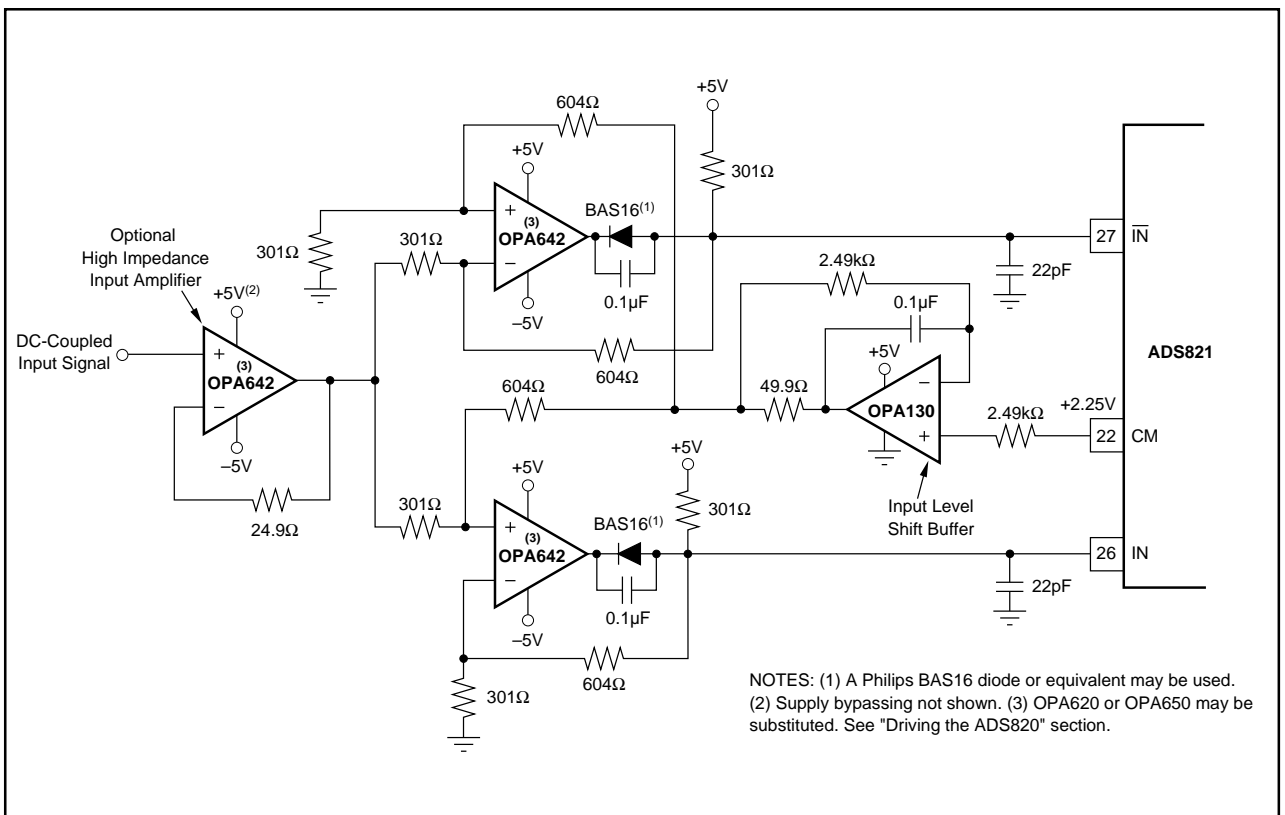 +5V
604Ω
+5V
301Ω
BAS16(1)
Optional
High Impedance
Input Amplifier
+
(3)
OPA642
–
27
IN
301Ω
301Ω
22pF
2.49kΩ
0.1µF
+5V(2)
–5V
0.1µF
DC-Coupled
Input Signal
+
(3)
OPA642
–
+5V
ADS821
604Ω
604Ω
49.9Ω
–
OPA130
+
2.49kΩ
+2.25V
22
CM
–5V
+5V
+5V
24.9Ω
301Ω
301Ω
Input Level
Shift Buffer
BAS16(1)
+
(3)
OPA642
–
26
IN
22pF
0.1µF
–5V
604Ω
301Ω
NOTES: (1) A Philips BAS16 diode or equivalent may be used.
(2) Supply bypassing not shown. (3) OPA620 or OPA650 may be
substituted. See "Driving the ADS820" section.